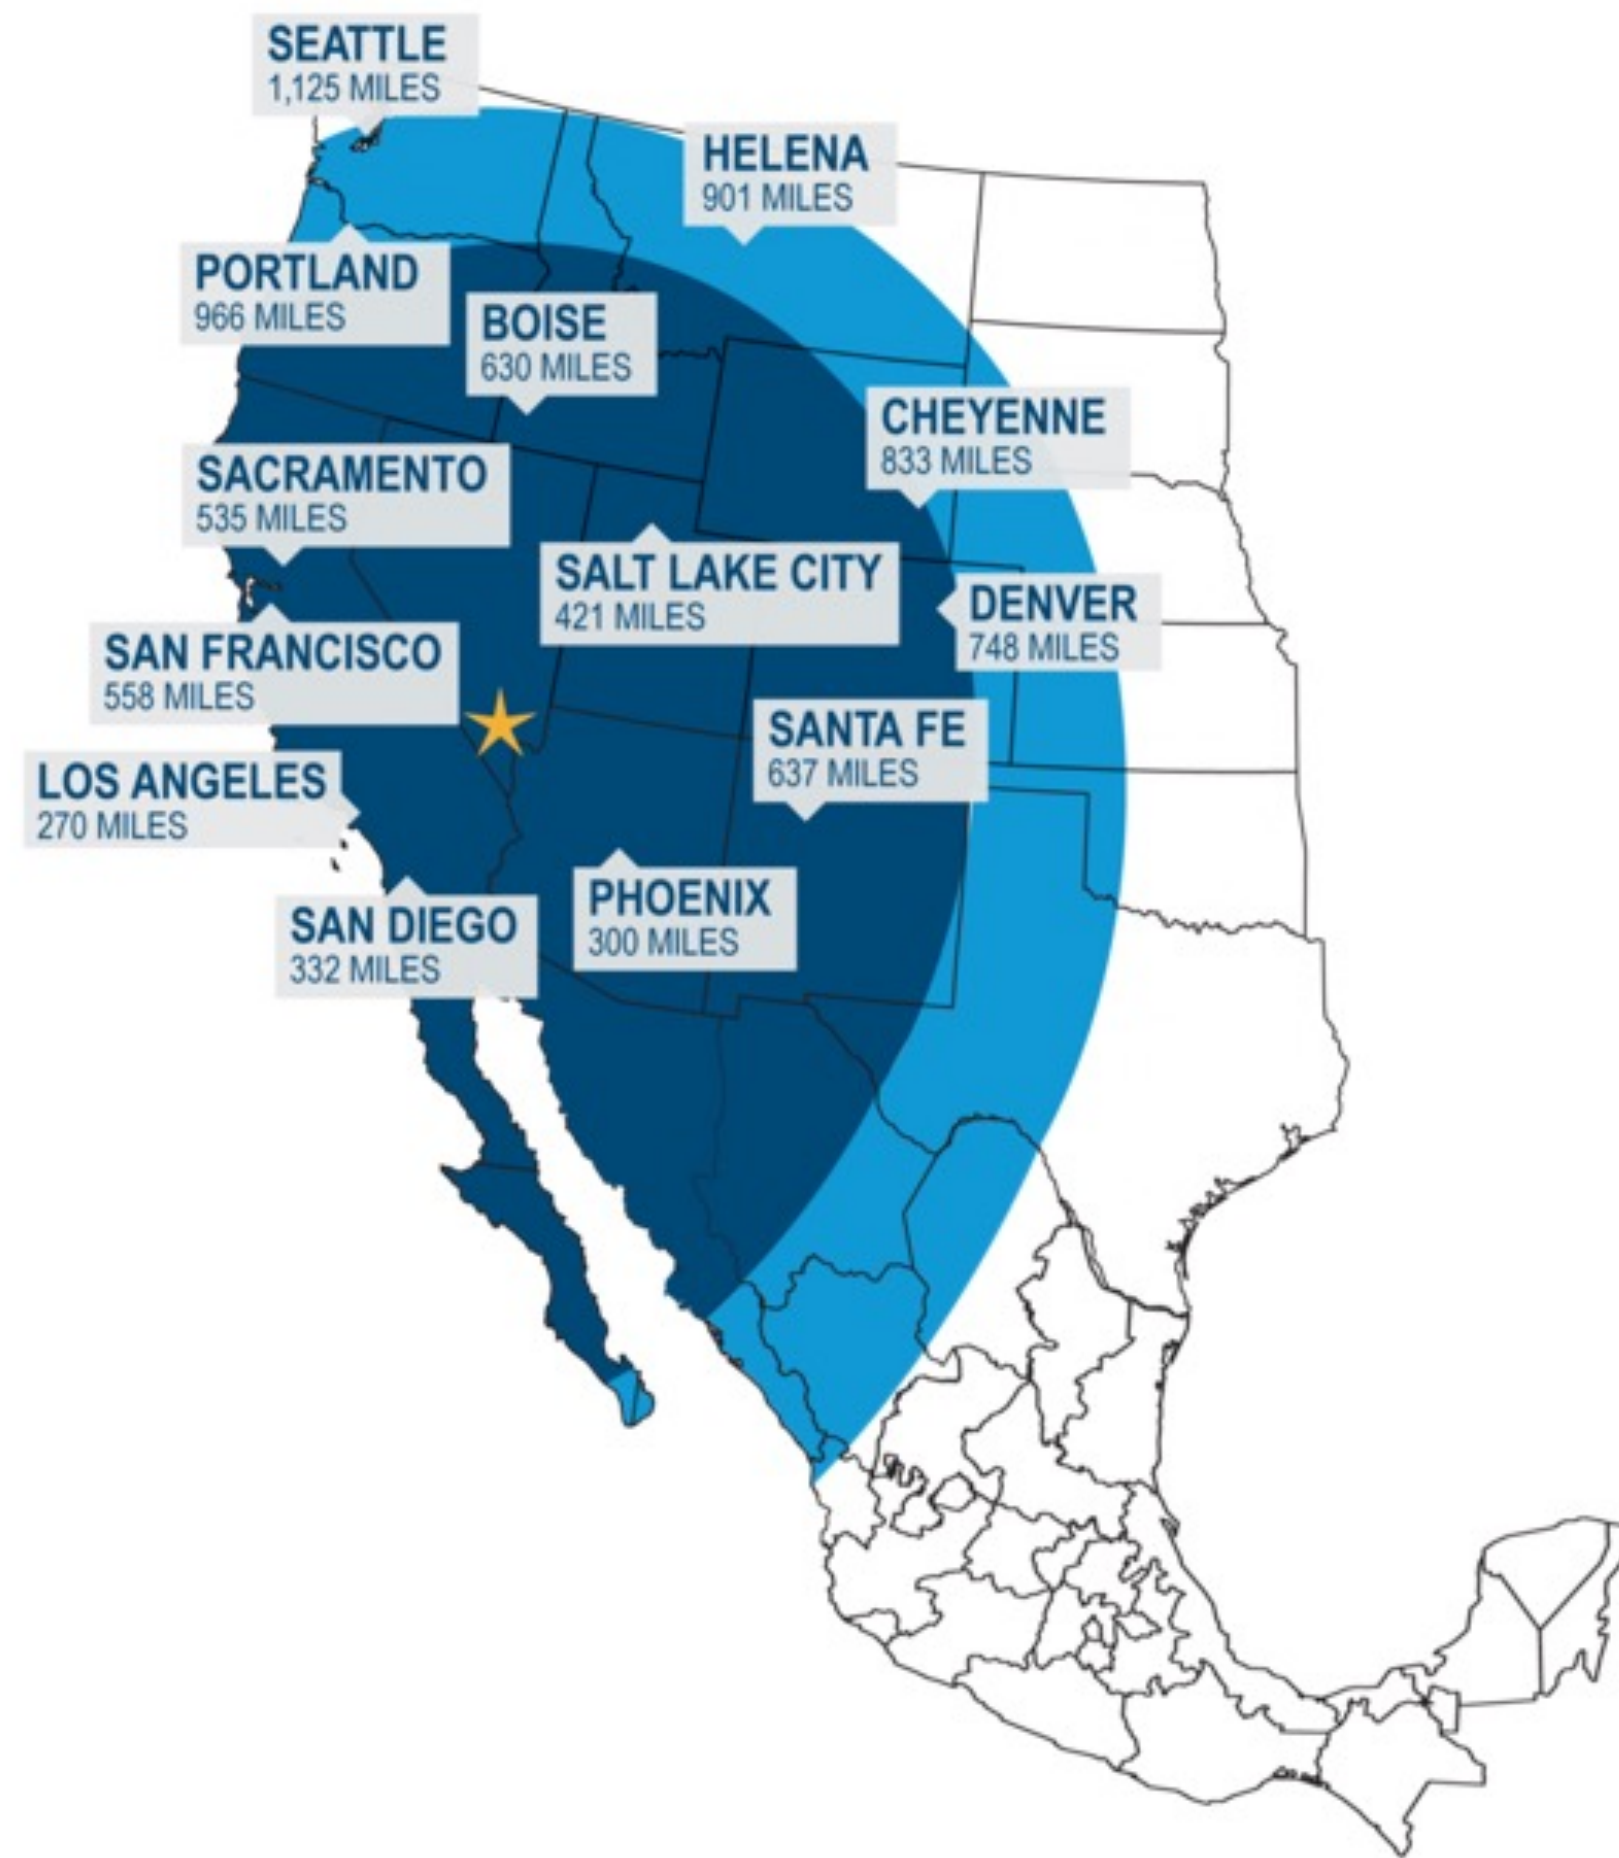 SEATTLE
1,125 MILES
HELENA
901 MILES
PORTLAND
966 MILES
BOISE
630 MILES
CHEYENNE
833 MILES
SACRAMENTO
535 MILES
SALT LAKE CITY
421 MILES
DENVER
748 MILES
SAN FRANCISCO
558 MILES
SANTA FE
637 MILES
LOS ANGELES
270 MILES
PHOENIX
300 MILES
SAN DIEGO
332 MILES